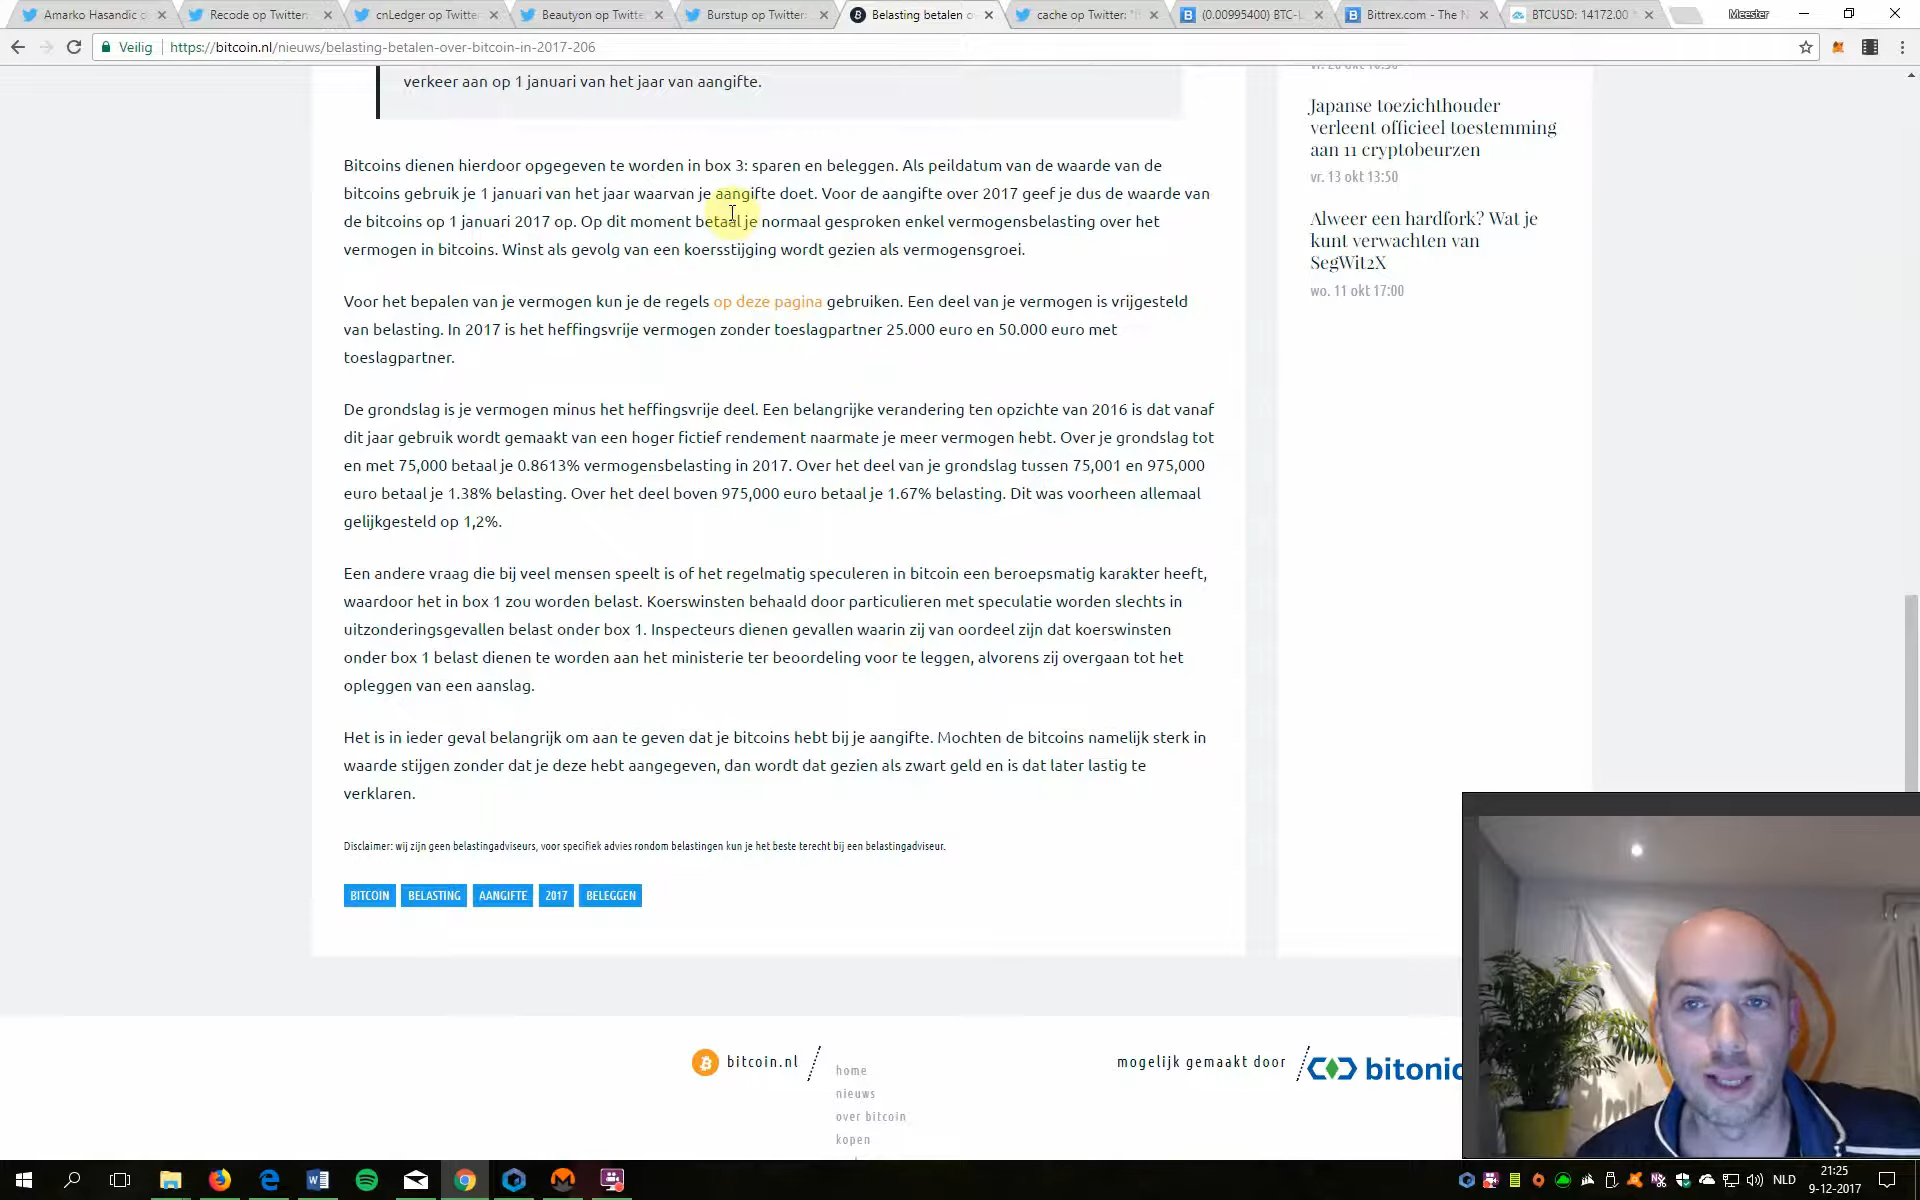 Amarko Hasandic o
Recode op Twitter:
cnLedger op Twitter
Beautyon op Twitte
Burstup op Twitter:
Belasting betalen o
cache op Twitter: "
(0.00995400) BTC-
Bittrex.com - The N
BTCUSD: 14172.00
Meester
Veilig
https://bitcoin.nl/nieuws/belasting-betalen-over-bitcoin-in-2017-206
verkeer aan op 1 januari van het jaar van aangifte.
Bitcoins dienen hierdoor opgegeven te worden in box 3: sparen en beleggen. Als peildatum van de waarde van de
bitcoins gebruik je 1 januari van het jaar waarvan je aangifte doet. Voor de aangifte over 2017 geef je dus de waarde van
de bitcoins op 1 januari 2017 op. Op dit moment betaal je normaal gesproken enkel vermogensbelasting over het
vermogen in bitcoins. Winst als gevolg van een koersstijging wordt gezien als vermogensgroei.
Voor het bepalen van je vermogen kun je de regels op deze pagina gebruiken. Een deel van je vermogen is vrijgesteld
van belasting. In 2017 is het heffingsvrije vermogen zonder toeslagpartner 25.000 euro en 50.000 euro met
toeslagpartner.
De grondslag is je vermogen minus het heffingsvrije deel. Een belangrijke verandering ten opzichte van 2016 is dat vanaf
dit jaar gebruik wordt gemaakt van een hoger fictief rendement naarmate je meer vermogen hebt. Over je grondslag tot
en met 75,000 betaal je 0.8613% vermogensbelasting in 2017. Over het deel van je grondslag tussen 75,001 en 975,000
euro betaal je 1.38% belasting. Over het deel boven 975,000 euro betaal je 1.67% belasting. Dit was voorheen allemaal
gelijkgesteld op 1,2%.
Een andere vraag die bij veel mensen speelt is of het regelmatig speculeren in bitcoin een beroepsmatig karakter heeft,
waardoor het in box 1 zou worden belast. Koerswinsten behaald door particulieren met speculatie worden slechts in
uitzonderingsgevallen belast onder box 1. Inspecteurs dienen gevallen waarin zij van oordeel zijn dat koerswinsten
onder box 1 belast dienen te worden aan het ministerie ter beoordeling voor te leggen, alvorens zij overgaan tot het
opleggen van een aanslag.
Het is in ieder geval belangrijk om aan te geven dat je bitcoins hebt bij je aangifte. Mochten de bitcoins namelijk sterk in
waarde stijgen zonder dat je deze hebt aangegeven, dan wordt dat gezien als zwart geld en is dat later lastig te
verklaren.
Disclaimer: wij zijn geen belastingadviseurs, voor specifiek advies rondom belastingen kun je het beste terecht bij een belastingadviseur.
BITCOIN BELASTING AANGIFTE 2017 BELEGGEN
Japanse toezichthouder
verleent officieel toestemming
aan 11 cryptobeurzen
vr. 13 okt 13:50
Alweer een hardfork? Wat je
kunt verwachten van
SegWit2X
wo. 11 okt 17:00
bitcoin.nl
home
nieuws
over bitcoin
kopen
mogelijk gemaakt door
bitonic
NLD
21:25
9-12-2017